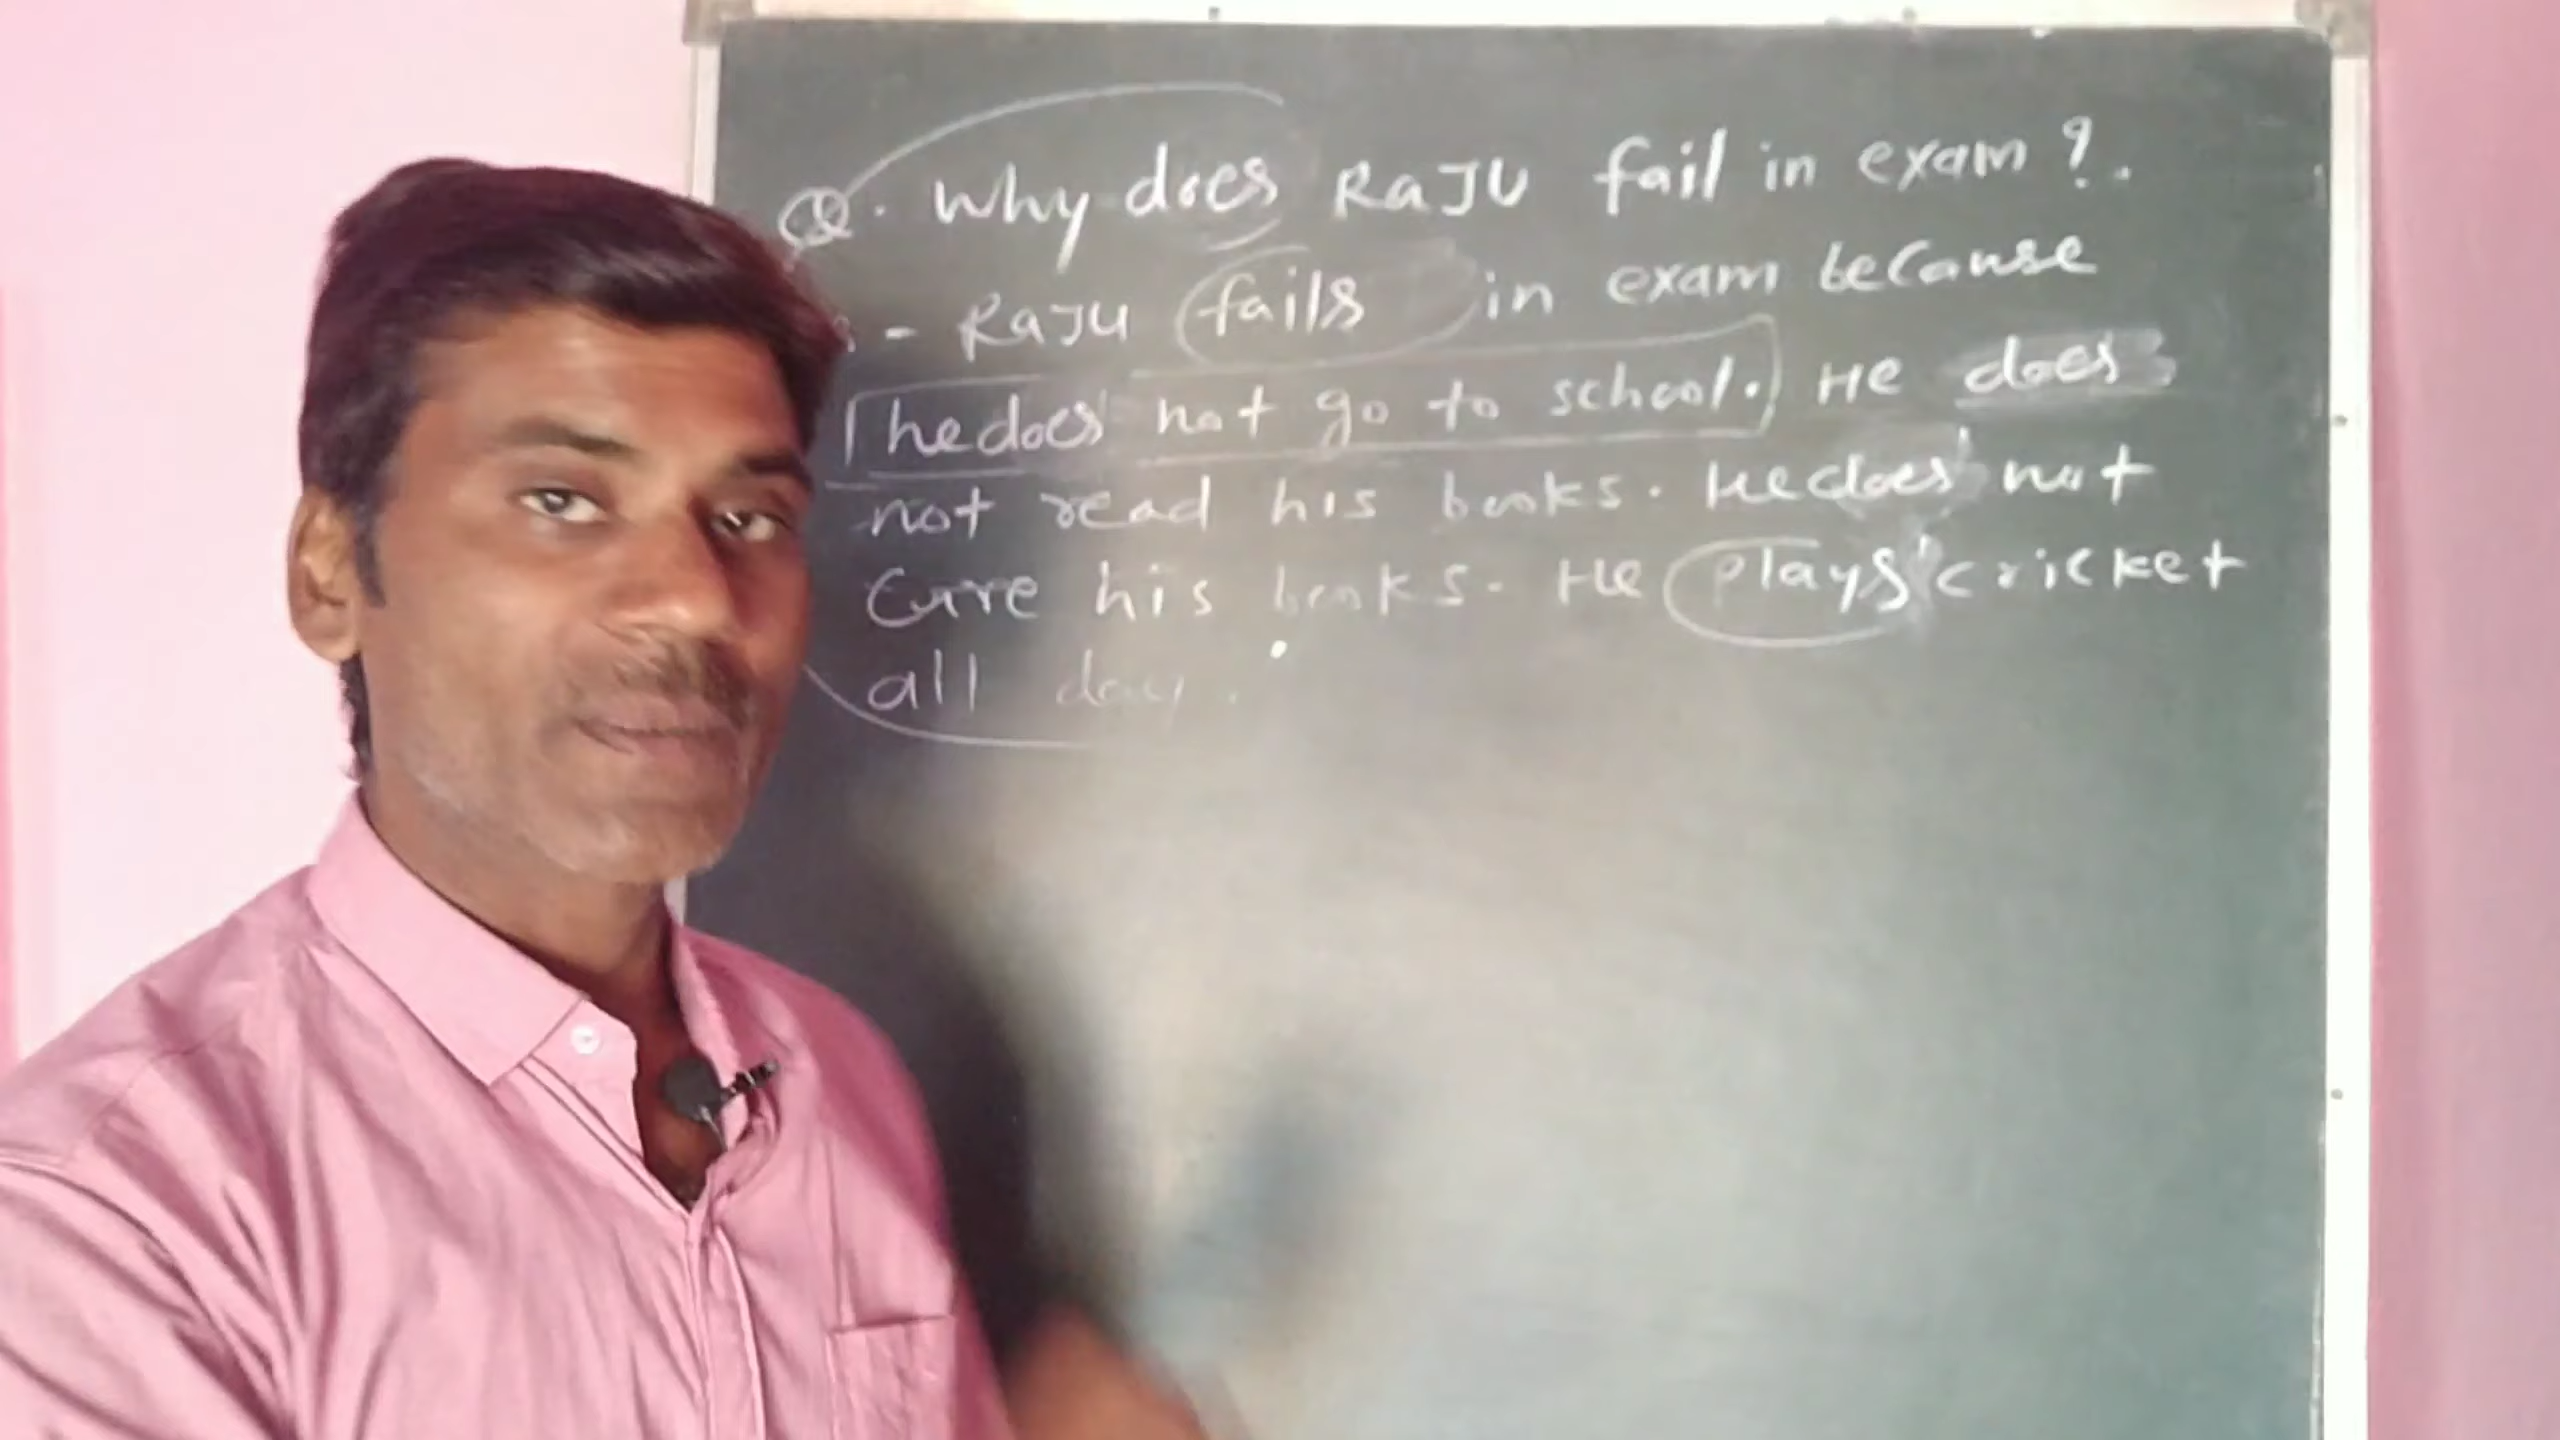 Q. Why does RaJU fail in exam?.
- RaJu fails in exam because
he does not go to school. He does
not read his books. He does not
Care his books. He plays cricket
all day.